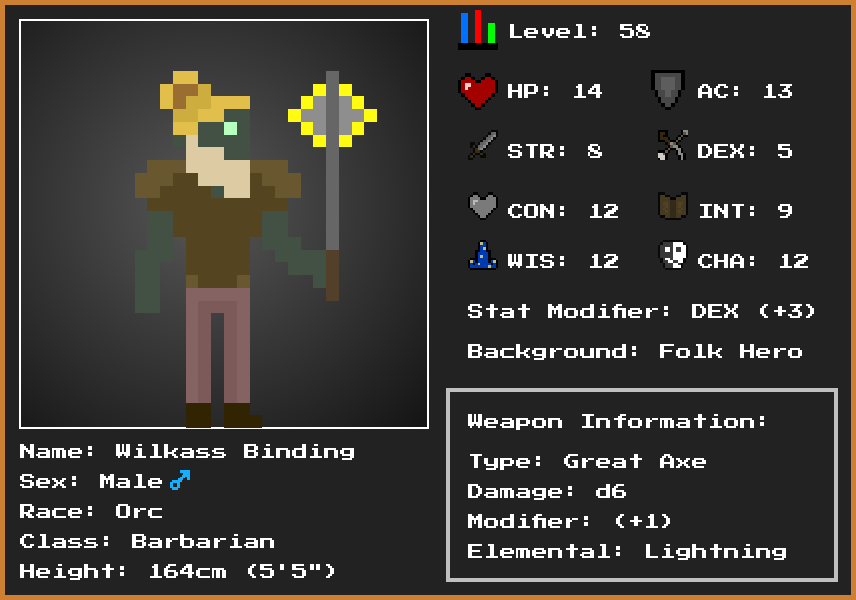 Level: 58
HP: 14 AC: 13
STR: 8 DEX: 5
CON: 12 INT: 9
WIS: 12 CHA: 12
Stat Modifier: DEX (+3)
Background: Folk Hero
Weapon Information:
Type: Great Axe
Damage: d6
Modifier: (+1)
Elemental: Lightning
Name: Wilkass Binding
Sex: Male ♂
Race: Orc
Class: Barbarian
Height: 164cm (5'5")